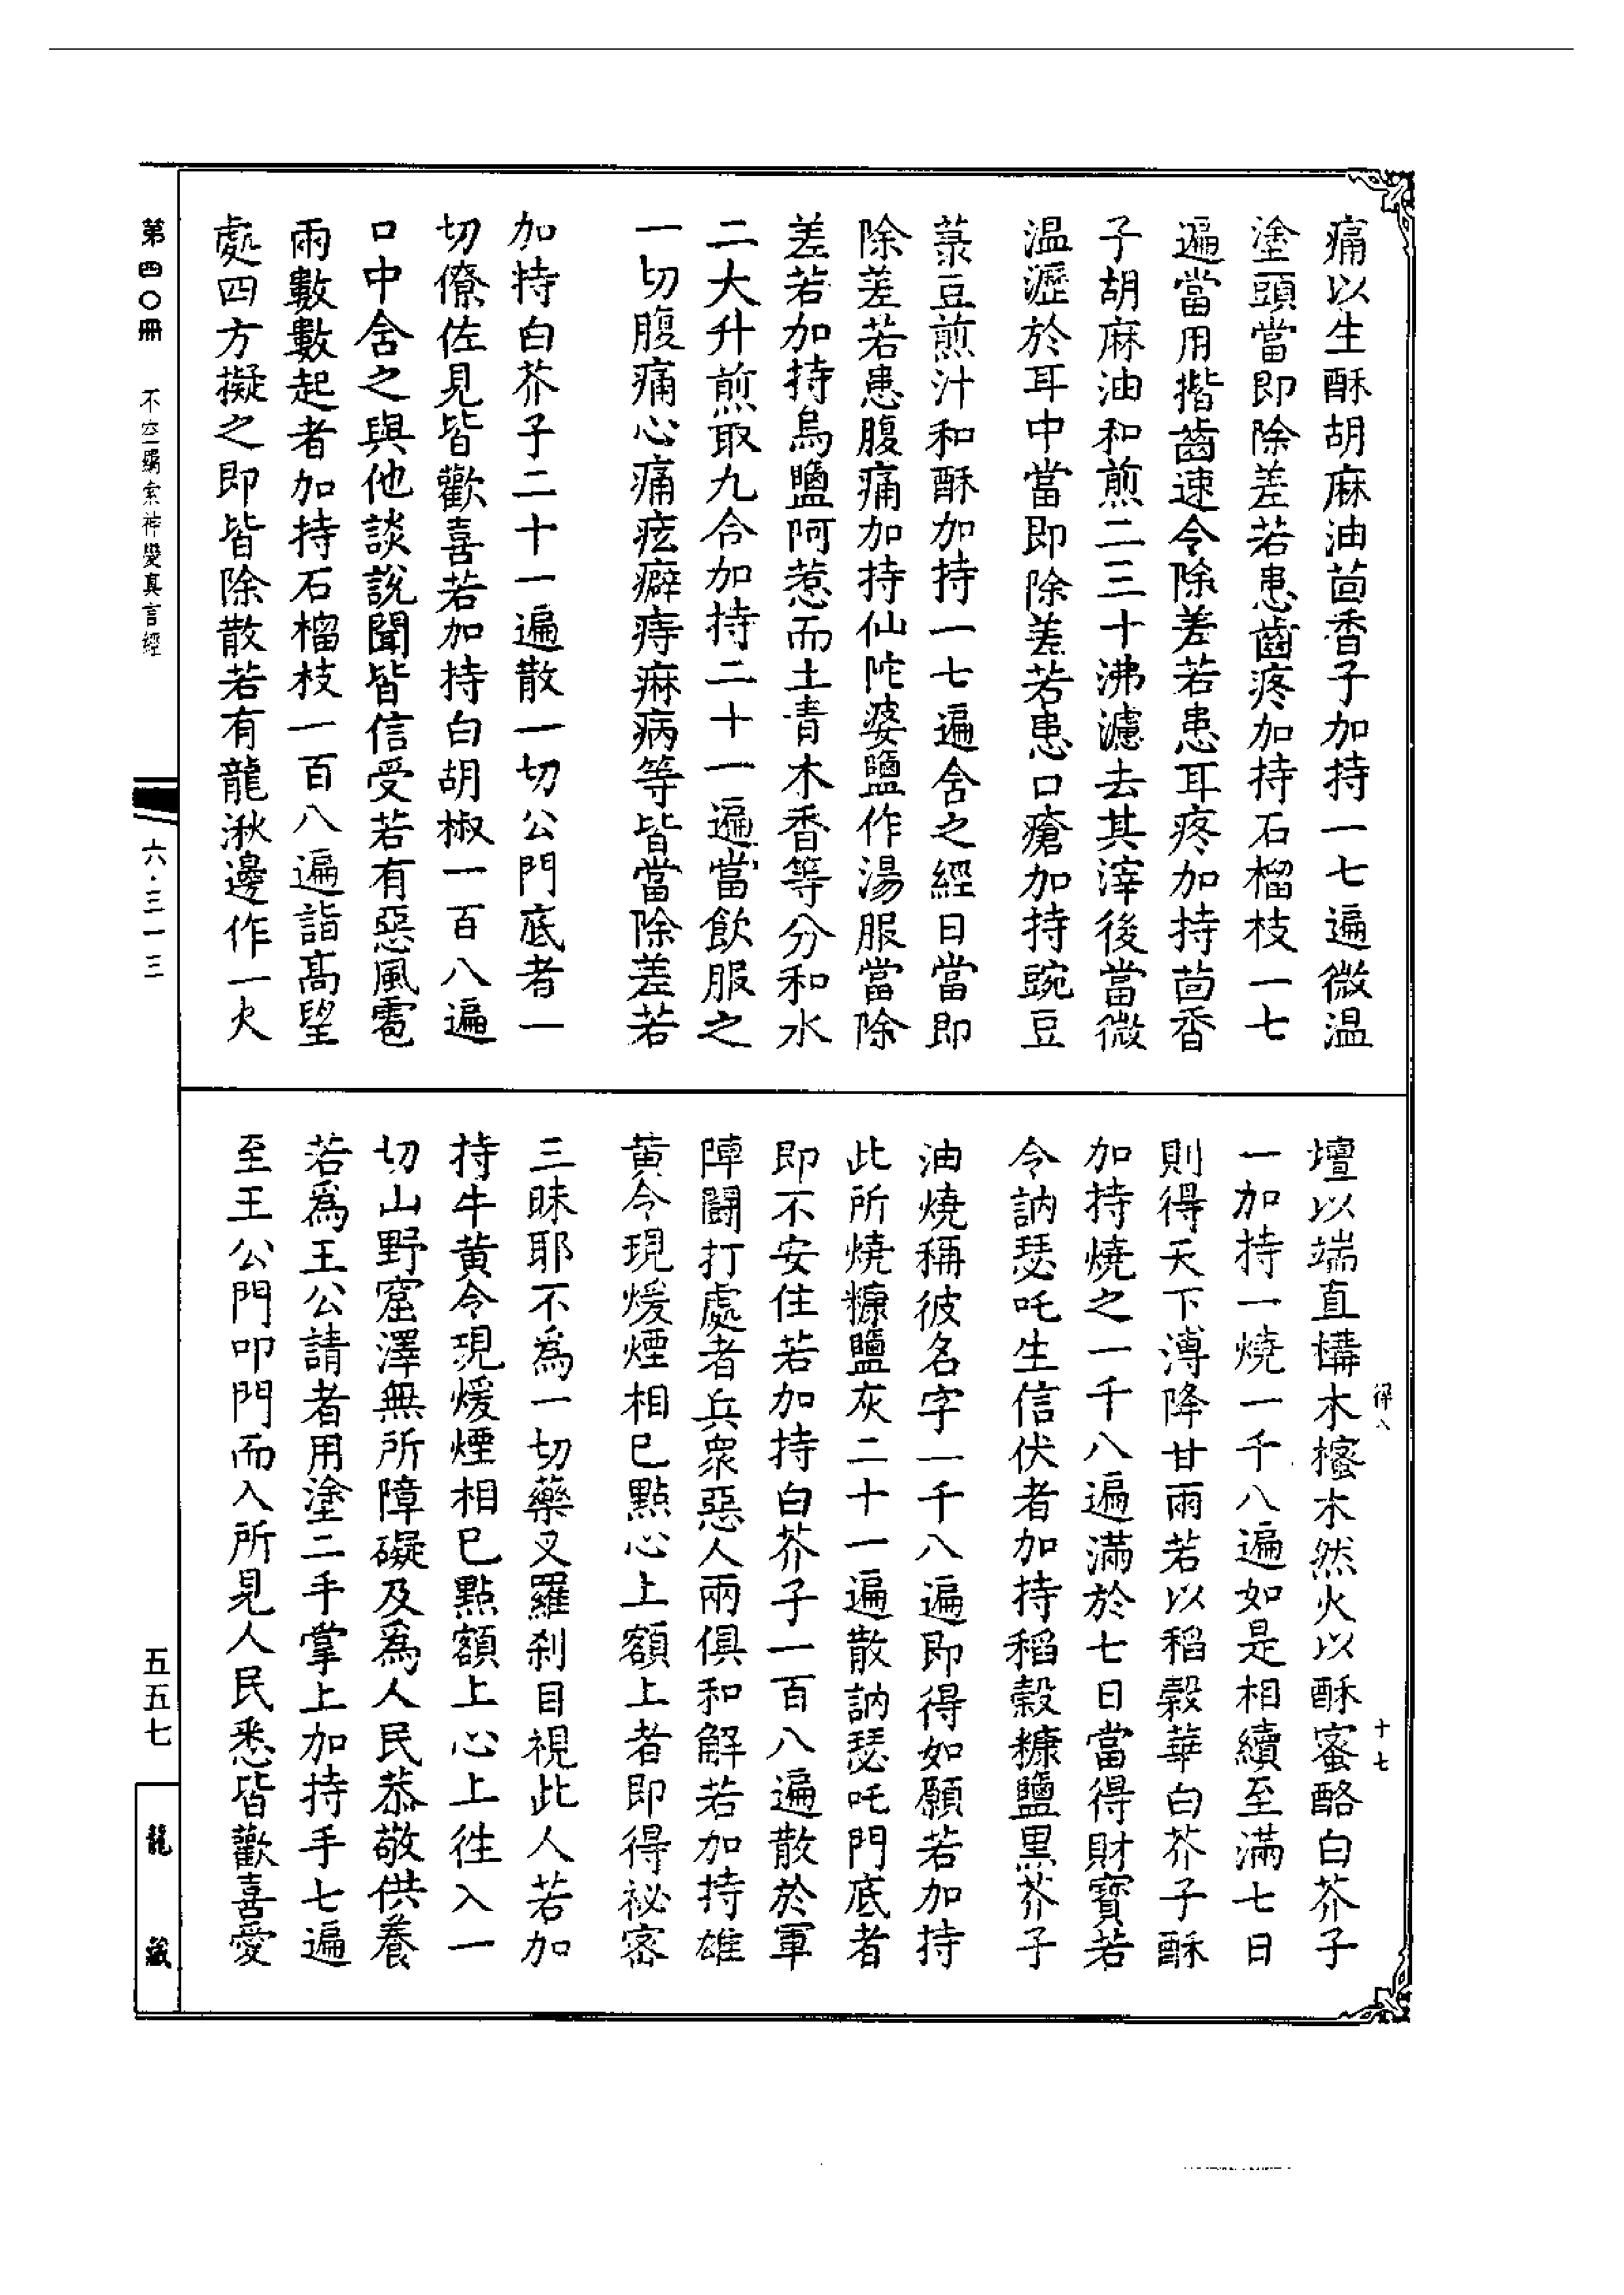 痛以生酥胡麻油茴香子加持一七遍微温
塗頭當即除差若患齒疼加持石榴枝一七
遍當用揩齒速令除差若患耳疼加持茴香
子胡麻油和煎二三十沸濾去其滓後當微
温瀝於耳中當即除差若患口瘡加持豌豆
菉豆煎汁和酥加持一七遍含之經日當即
除差若患腹痛加持仙陀婆鹽作湯服當除
差若加持烏鹽阿惹而土青木香等分和水
二大升煎取九合加持二十一遍當飲服之
一切腹痛心痛痃癖痔痳病等皆當除差若
加持白芥子二十一遍散一切公門底者一
切僚佐見皆歡喜若加持白胡椒一百八遍
口中含之與他談說聞皆信受若有惡風雹
雨數數起者加持石榴枝一百八遍詣高望
處四方擬之即皆除散若有龍湫邊作一火
壇以端直構木檽木然火以酥蜜酪白芥子
一加持一燒一千八遍如是相續至滿七日
則得天下溥降甘雨若以稻穀華白芥子酥
加持燒之一千八遍滿於七日當得財寶若
令訥瑟吒生信伏者加持稻穀糠鹽黑芥子
油燒稱彼名字一千八遍即得如願若加持
此所燒糠鹽灰二十一遍散訥瑟吒門底者
即不安住若加持白芥子一百八遍散於軍
陣鬪打處者兵眾惡人兩俱和解若加持雄
黃令現煖煙相已點心上額上者即得祕密
三昧耶不為一切藥叉羅刹目視此人若加
持牛黃令現煖煙相已點額上心上往入一
切山野窟澤無所障礙及為人民恭敬供養
若為王公請者用塗二手掌上加持手七遍
至王公門叩門而入所見人民悉皆歡喜愛
第四〇冊
不空羂索神變真言經
六·三一三
五五七
龍藏
十七